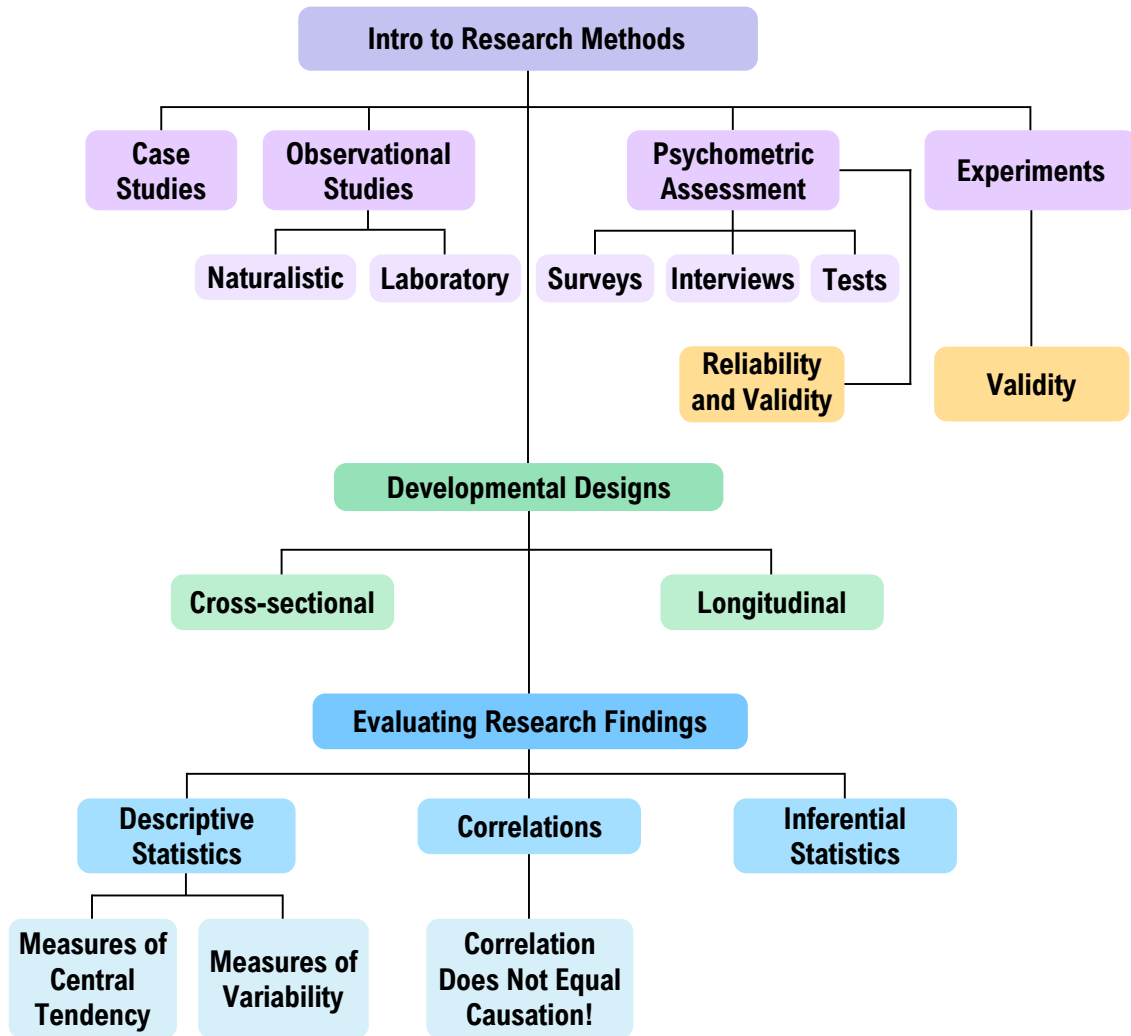 Intro to Research Methods
Case
Studies
Observational
Studies
Psychometric
Assessment
Experiments
Naturalistic
Laboratory
Surveys
Interviews
Tests
Reliability
and Validity
Validity
Developmental Designs
Cross-sectional
Longitudinal
Evaluating Research Findings
Descriptive
Statistics
Correlations
Inferential
Statistics
Measures of
Central
Tendency
Measures of
Variability
Correlation
Does Not Equal
Causation!